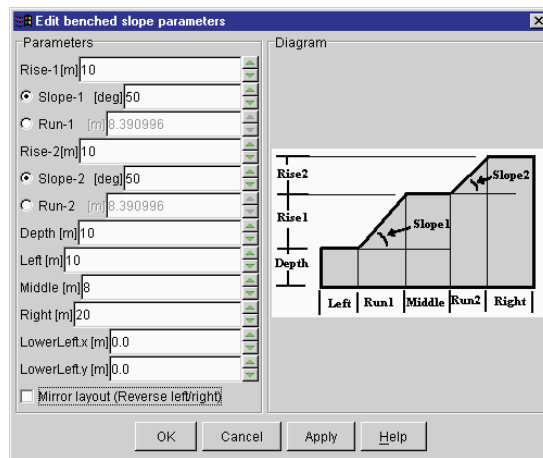 Edit benched slope parameters
Parameters
Rise-1[m] 10
Slope-1 [deg] 50
Run-1 [m] 8.390996
Rise-2[m] 10
Slope-2 [deg] 50
Run-2 [m] 8.390996
Depth [m] 10
Left [m] 10
Middle [m] 8
Right [m] 20
LowerLeft.x [m] 0.0
LowerLeft.y [m] 0.0
Mirror layout (Reverse left/right)
Diagram
Rise2
Slope2
Rise1
Slope1
Depth
Left Run1 Middle Run2 Right
OK Cancel Apply Help